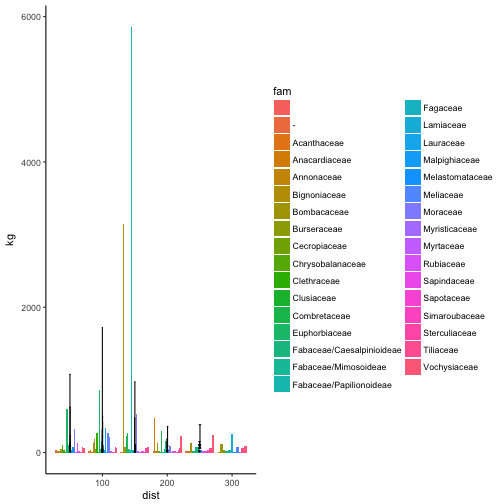 6000
4000
2000
0
kg
100
200
300
dist
fam
-
Acanthaceae
Anacardiaceae
Annonaceae
Bignoniaceae
Bombacaceae
Burseraceae
Cecropiaceae
Chrysobalanaceae
Clethraceae
Clusiaceae
Combretaceae
Euphorbiaceae
Fabaceae/Caesalpinioideae
Fabaceae/Mimosoideae
Fabaceae/Papilionoideae
Fagaceae
Lamiaceae
Lauraceae
Malpighiaceae
Melastomataceae
Meliaceae
Moraceae
Myristicaceae
Myrtaceae
Rubiaceae
Sapindaceae
Sapotaceae
Simaroubaceae
Sterculiaceae
Tiliaceae
Vochysiaceae